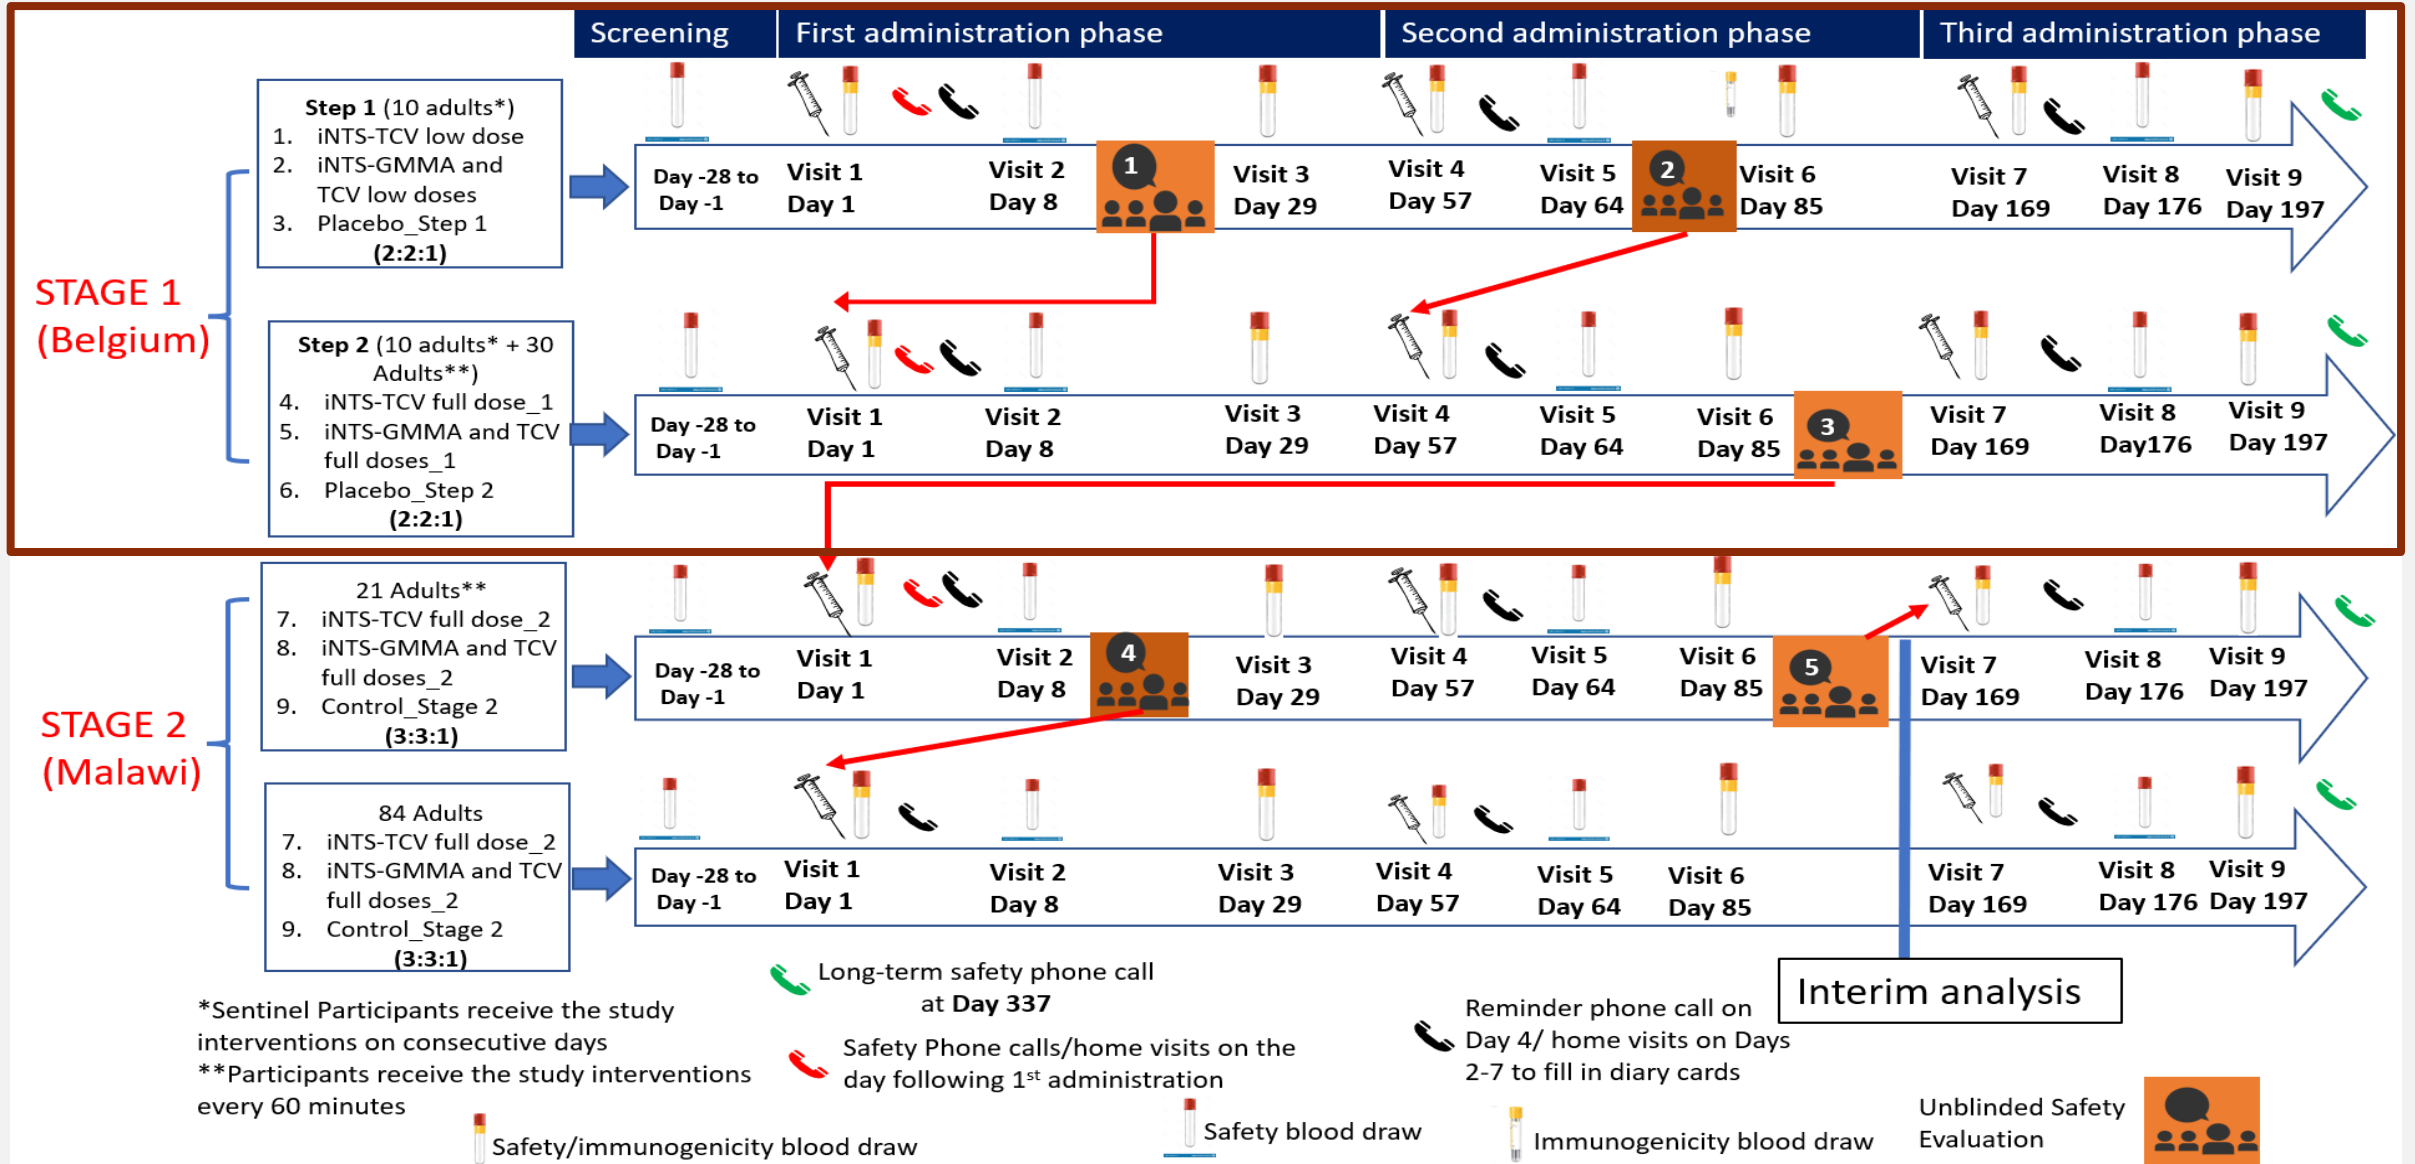 Screening
First administration phase
Second administration phase
Third administration phase
STAGE 1
(Belgium)
Step 1 (10 adults*)
1. iNTS-TCV low dose
2. iNTS-GMMA and
TCV low doses
3. Placebo_Step 1
(2:2:1)
Day -28 to
Day -1
Visit 1
Day 1
Visit 2
Day 8
1
Visit 3
Day 29
Visit 4
Day 57
Visit 5
Day 64
2
Visit 6
Day 85
Visit 7
Day 169
Visit 8
Day 176
Visit 9
Day 197
Step 2 (10 adults* + 30
Adults**)
4. iNTS-TCV full dose_1
5. iNTS-GMMA and TCV
full doses_1
6. Placebo_Step 2
(2:2:1)
Day -28 to
Day -1
Visit 1
Day 1
Visit 2
Day 8
Visit 3
Day 29
Visit 4
Day 57
Visit 5
Day 64
Visit 6
Day 85
3
Visit 7
Day 169
Visit 8
Day176
Visit 9
Day 197
STAGE 2
(Malawi)
21 Adults**
7. iNTS-TCV full dose_2
8. iNTS-GMMA and TCV
full doses_2
9. Control_Stage 2
(3:3:1)
Day -28 to
Day -1
Visit 1
Day 1
Visit 2
Day 8
4
Visit 3
Day 29
Visit 4
Day 57
Visit 5
Day 64
Visit 6
Day 85
5
Visit 7
Day 169
Visit 8
Day 176
Visit 9
Day 197
84 Adults
7. iNTS-TCV full dose_2
8. iNTS-GMMA and TCV
full doses_2
9. Control_Stage 2
(3:3:1)
Day -28 to
Day -1
Visit 1
Day 1
Visit 2
Day 8
Visit 3
Day 29
Visit 4
Day 57
Visit 5
Day 64
Visit 6
Day 85
Visit 7
Day 169
Visit 8
Day 176
Visit 9
Day 197
Interim analysis
*Sentinel Participants receive the study
interventions on consecutive days
**Participants receive the study interventions
every 60 minutes
Long-term safety phone call
at Day 337
Safety Phone calls/home visits on the
day following 1st administration
Reminder phone call on
Day 4/ home visits on Days
2-7 to fill in diary cards
Safety/immunogenicity blood draw
Safety blood draw
Immunogenicity blood draw
Unblinded Safety
Evaluation